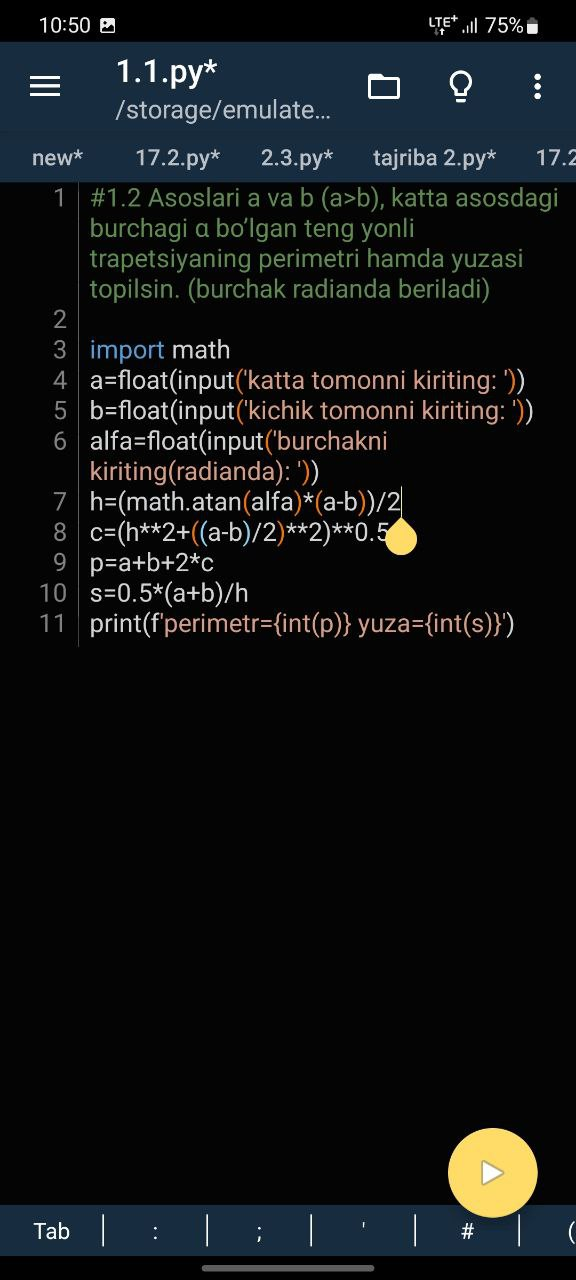 10:50 LTE+ 75%
1.1.py*
/storage/emulate...
new* 17.2.py* 2.3.py* tajriba 2.py* 17.2
1 #1.2 Asoslari a va b (a>b), katta asosdagi
burchagi α bo’lgan teng yonli
trapetsiyaning perimetri hamda yuzasi
topilsin. (burchak radianda beriladi)
2
3 import math
4 a=float(input('katta tomonni kiriting: '))
5 b=float(input('kichik tomonni kiriting: '))
6 alfa=float(input('burchakni
kiriting(radianda): '))
7 h=(math.atan(alfa)*(a-b))/2
8 c=(h**2+((a-b)/2)**2)**0.5
9 p=a+b+2*c
10 s=0.5*(a+b)/h
11 print(f'perimetr={int(p)} yuza={int(s)}')
Tab : ; ' # (